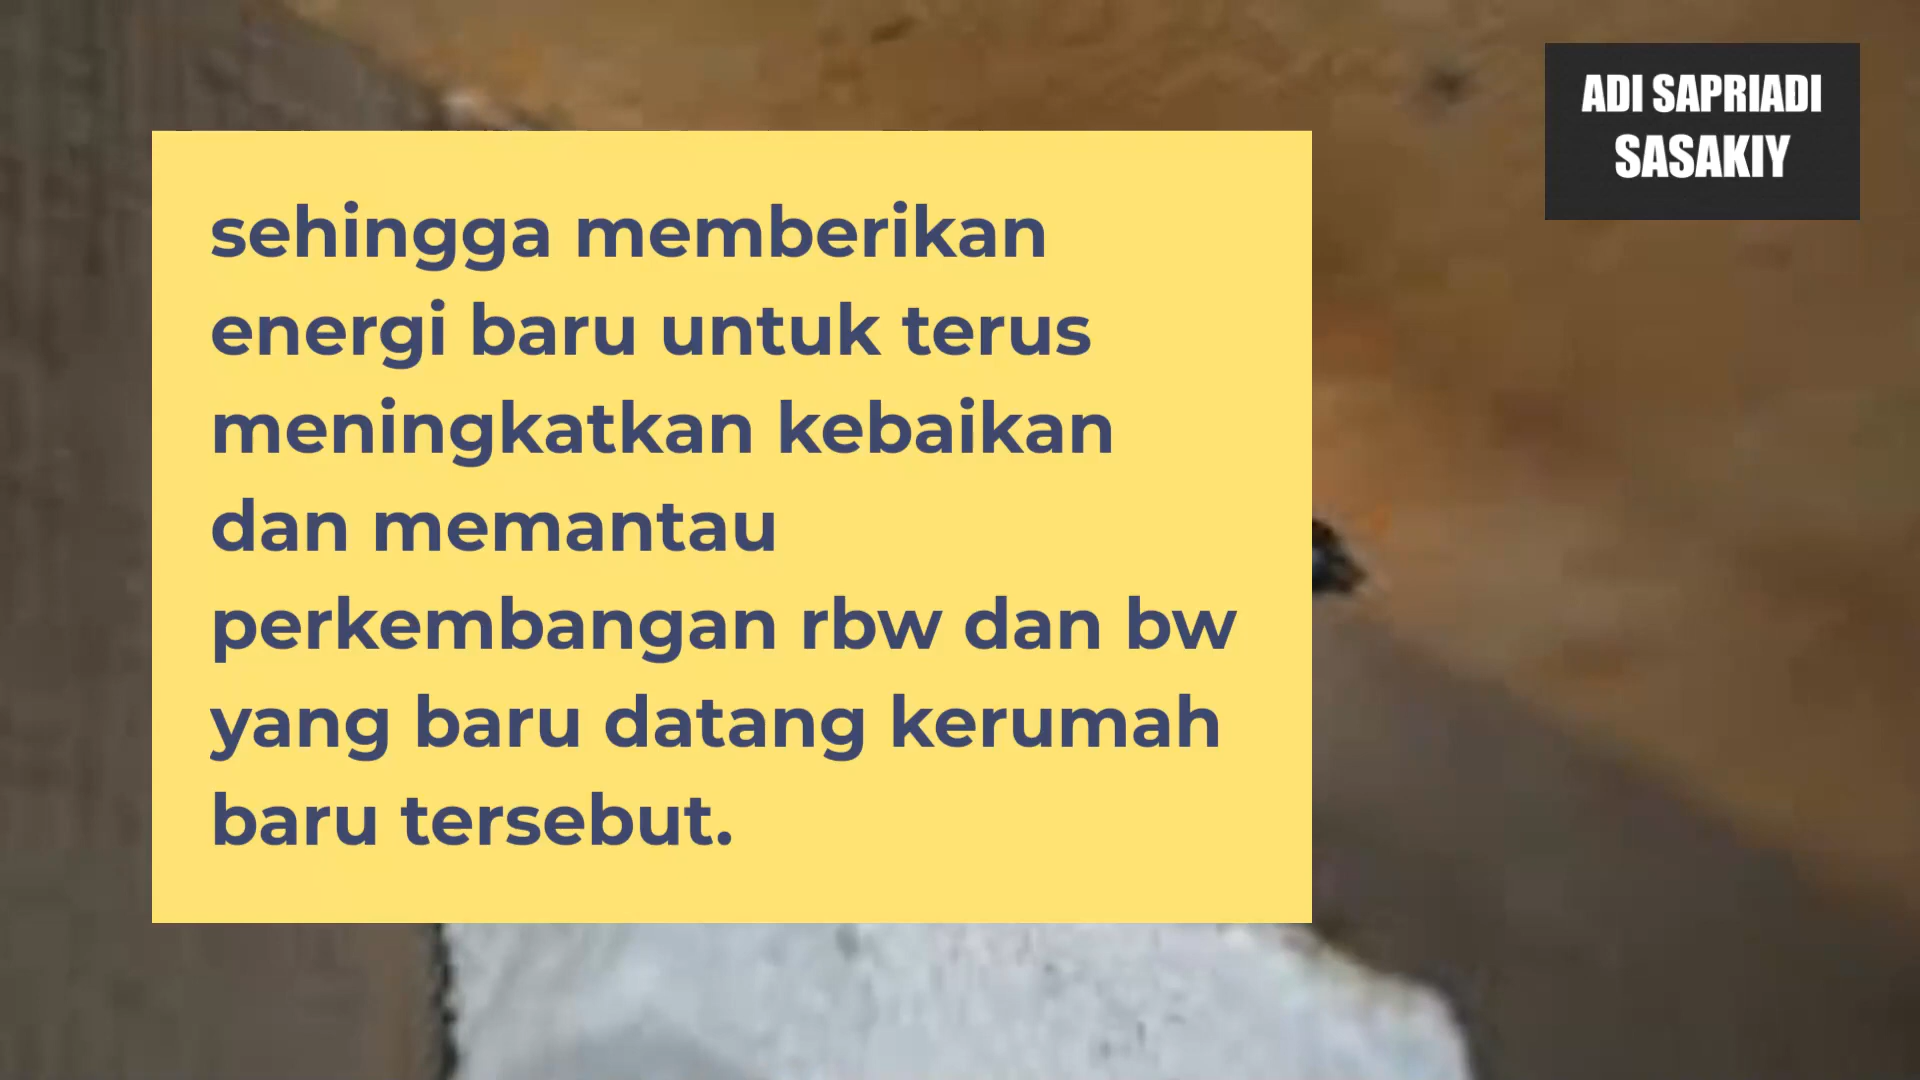 ADI SAPRIADI
SASAKIY
sehingga memberikan
energi baru untuk terus
meningkatkan kebaikan
dan memantau
perkembangan rbw dan bw
yang baru datang kerumah
baru tersebut.